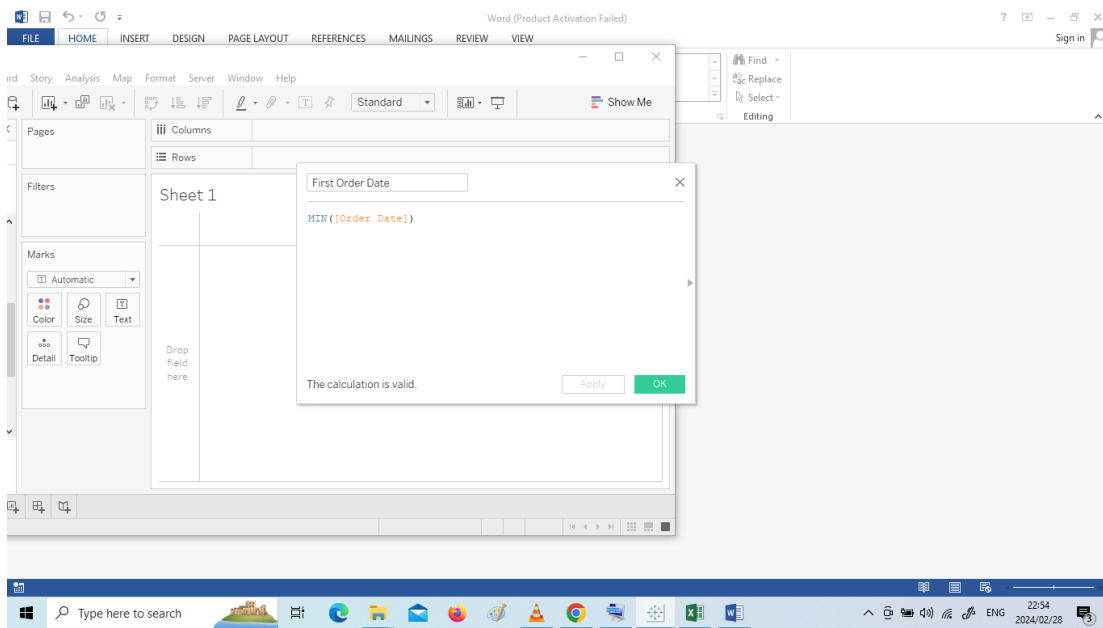 Word (Product Activation Failed)
FILE HOME INSERT DESIGN PAGE LAYOUT REFERENCES MAILINGS REVIEW VIEW Sign in
Find
Replace
Select
Editing
Story Analysis Map Format Server Window Help
Standard Show Me
Pages
Columns
Rows
Filters
Sheet 1
First Order Date
MIN([Order Date])
Marks
Automatic
Color Size Text
Detail Tooltip
Drop
field
here
The calculation is valid.
Apply OK
Type here to search
ENG
22:54
2024/02/28
3